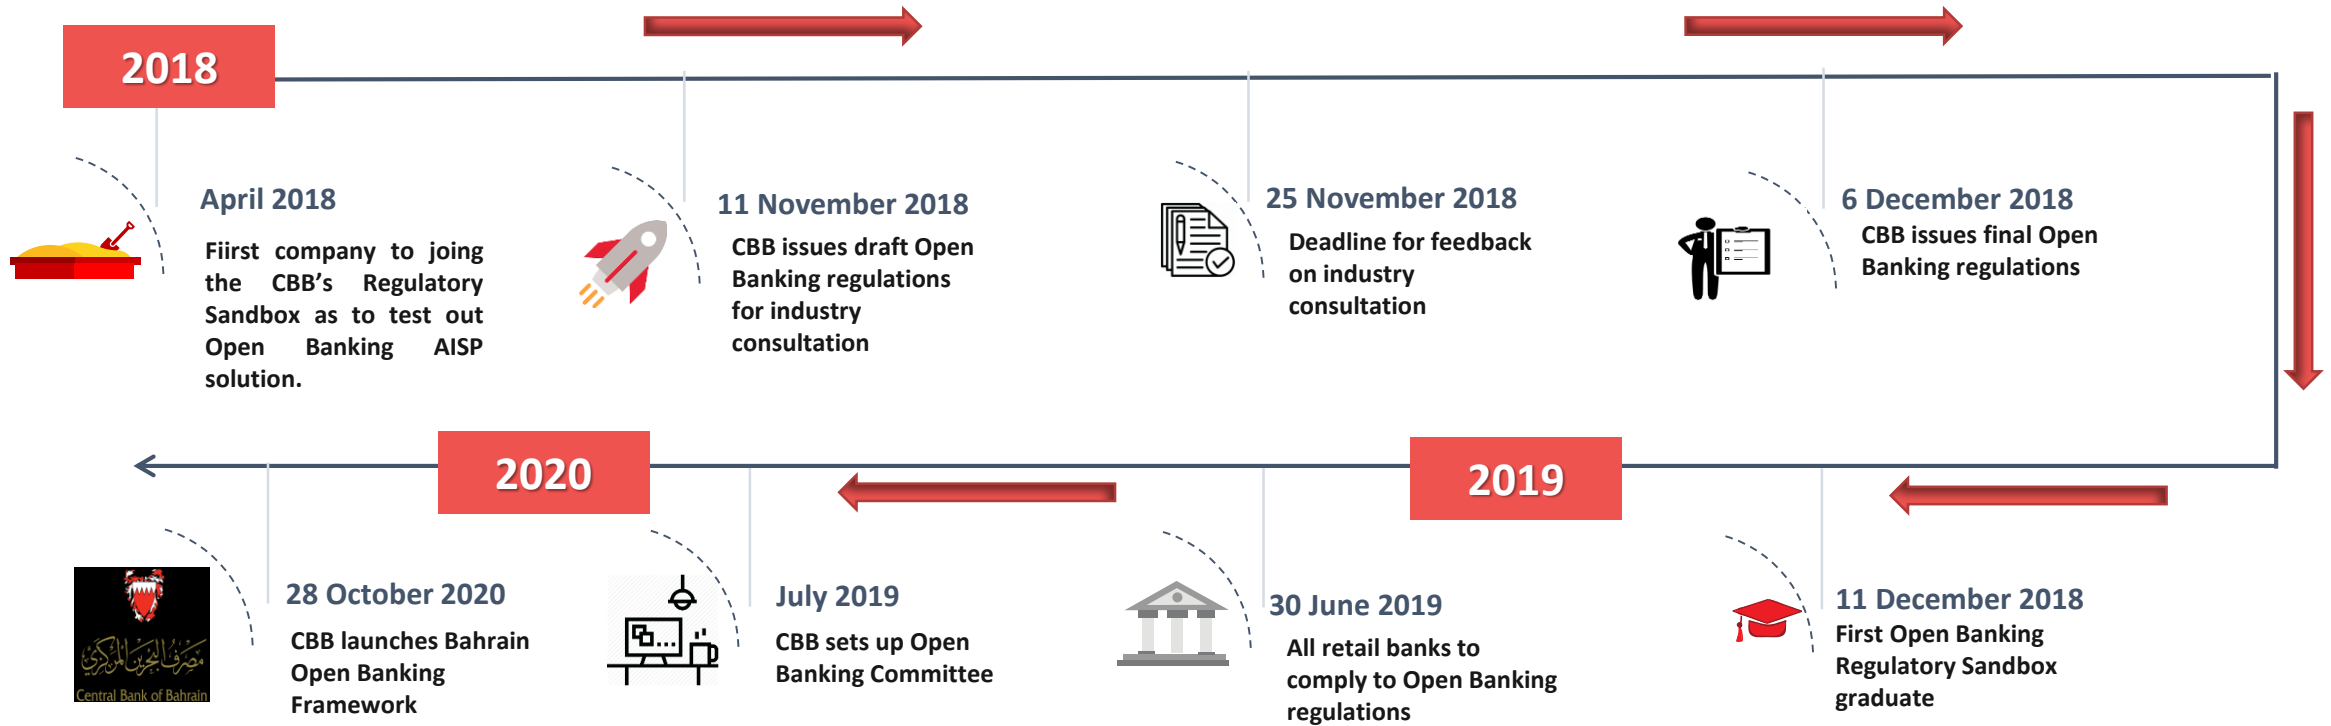 2018
April 2018
Fiirst company to joing
the CBB's Regulatory
Sandbox as to test out
Open Banking AISP
solution.
11 November 2018
CBB issues draft Open
Banking regulations
for industry
consultation
25 November 2018
Deadline for feedback
on industry
consultation
6 December 2018
CBB issues final Open
Banking regulations
2019
11 December 2018
First Open Banking
Regulatory Sandbox
graduate
30 June 2019
All retail banks to
comply to Open Banking
regulations
July 2019
CBB sets up Open
Banking Committee
2020
28 October 2020
CBB launches Bahrain
Open Banking
Framework
مصرف البحرين المركزي
Central Bank of Bahrain